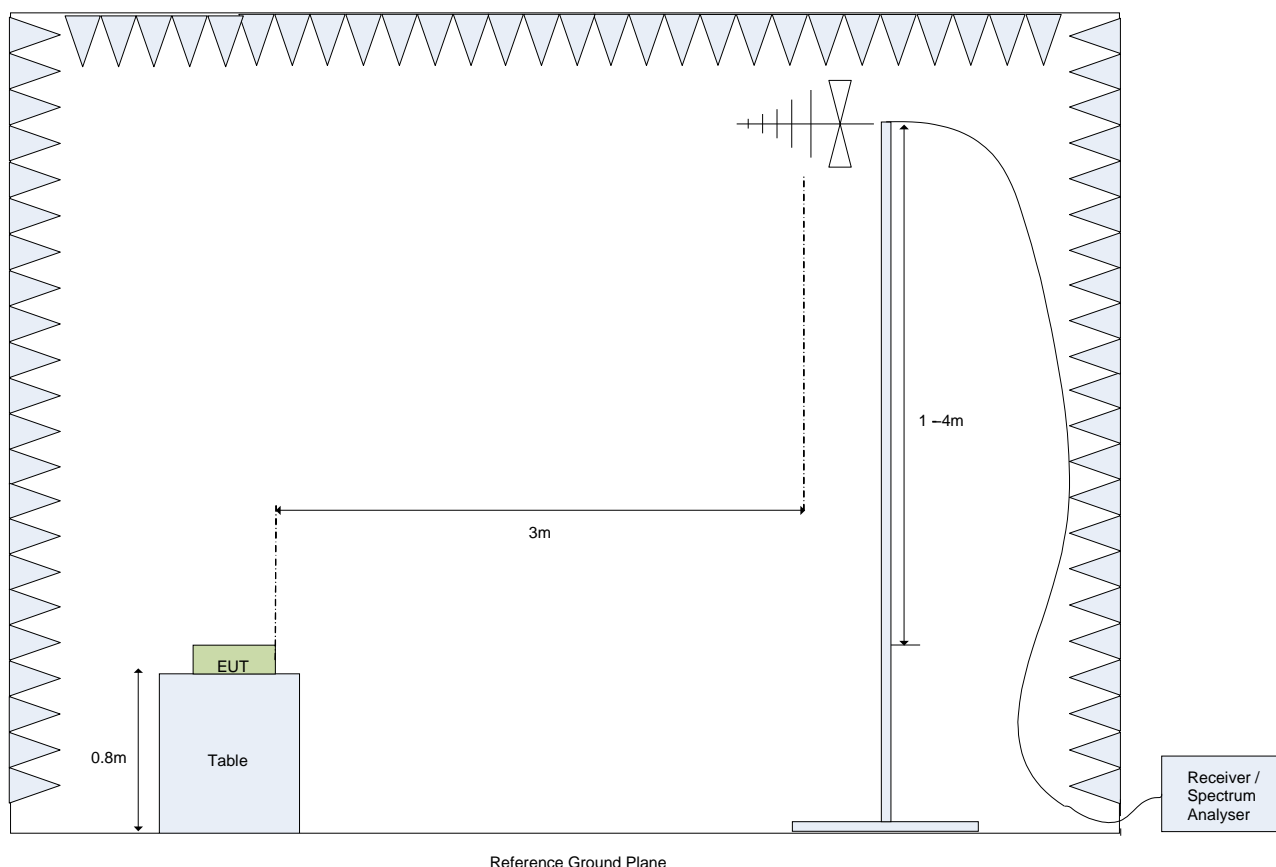 1 –4m
3m
EUT
0.8m
Table
Receiver /
Spectrum
Analyser
Reference Ground Plane